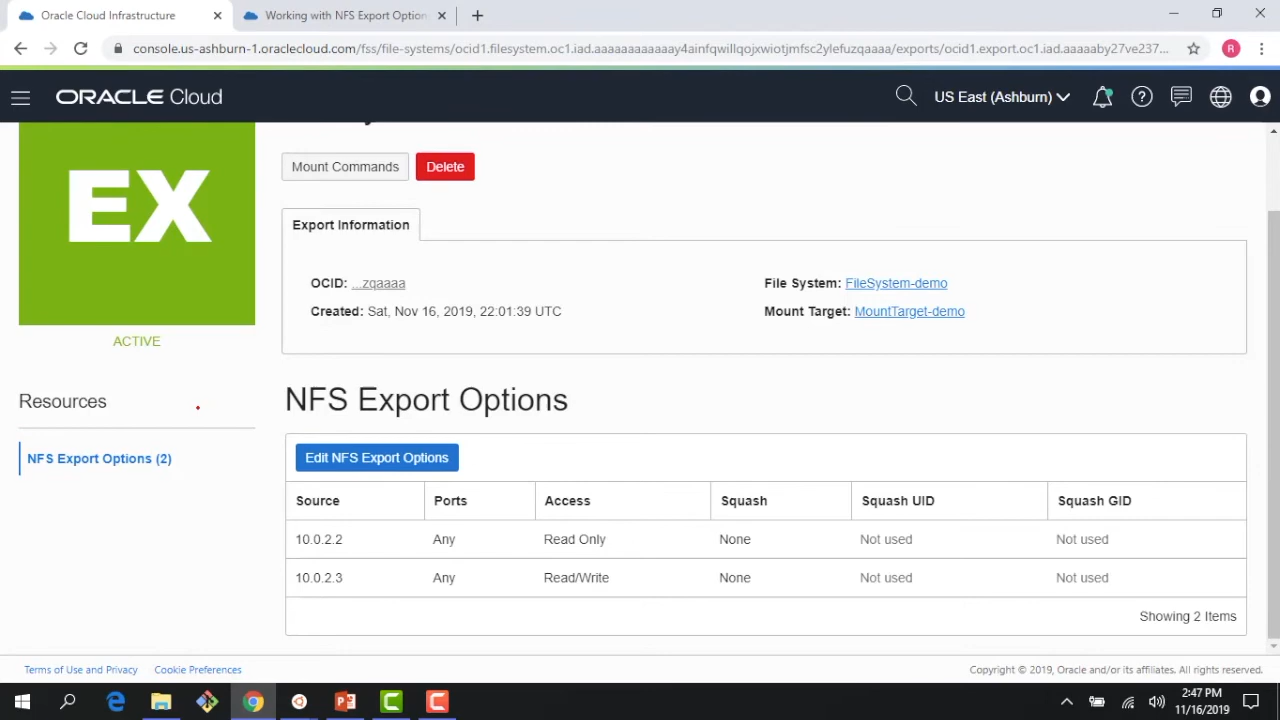 Oracle Cloud Infrastructure
Working with NFS Export Option
console.us-ashburn-1.oraclecloud.com/fss/file-systems/ocid1.filesystem.oc1.iad.aaaaaaaaaaay4ainfqwillqojxwiotjmfsc2ylefuzqaaaa/exports/ocid1.export.oc1.iad.aaaaaby27ve237...
R
ORACLE Cloud
US East (Ashburn)
EX
Mount Commands
Delete
Export Information
OCID: ...zqaaaa
File System: FileSystem-demo
Created: Sat, Nov 16, 2019, 22:01:39 UTC
Mount Target: MountTarget-demo
ACTIVE
Resources
NFS Export Options (2)
NFS Export Options
Edit NFS Export Options
Source Ports Access Squash Squash UID Squash GID
10.0.2.2 Any Read Only None Not used Not used
10.0.2.3 Any Read/Write None Not used Not used
Showing 2 Items
Terms of Use and Privacy Cookie Preferences
Copyright © 2019, Oracle and/or its affiliates. All rights reserved.
2:47 PM
11/16/2019